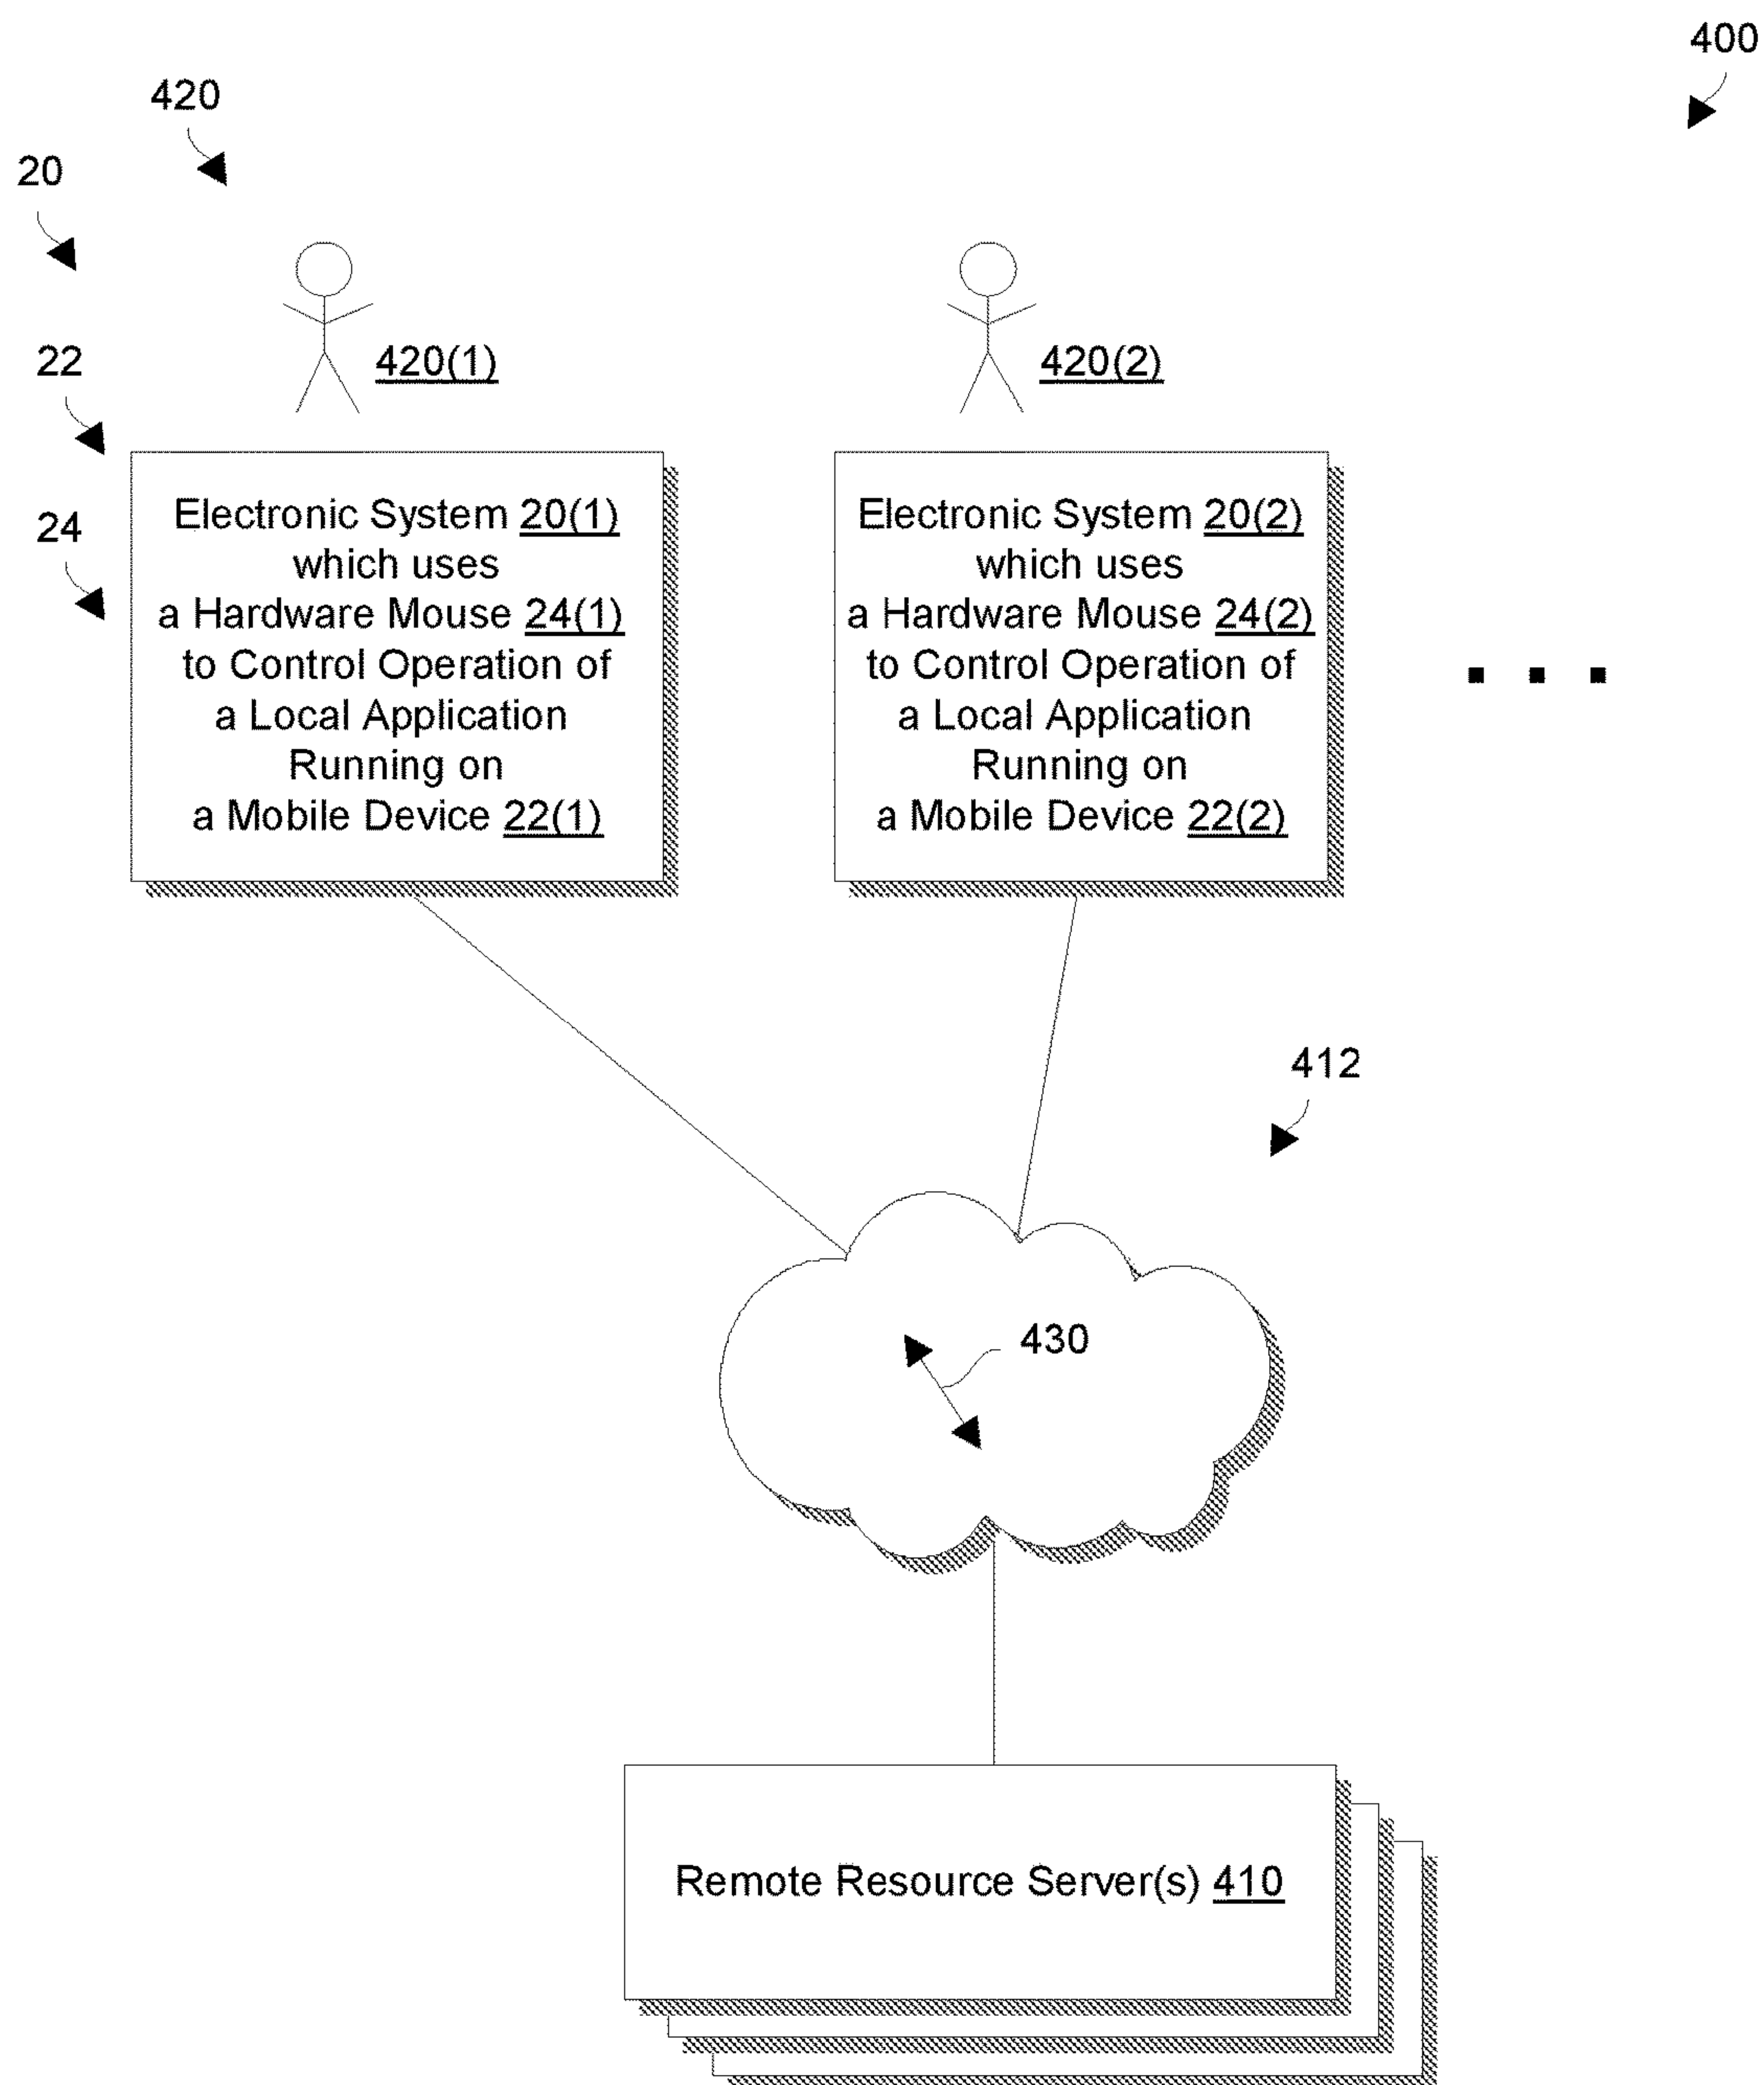 400
420
20
22
24
420(1)
420(2)
Electronic System 20(1)
which uses
a Hardware Mouse 24(1)
to Control Operation of
a Local Application
Running on
a Mobile Device 22(1)
Electronic System 20(2)
which uses
a Hardware Mouse 24(2)
to Control Operation of
a Local Application
Running on
a Mobile Device 22(2)
. . .
412
430
Remote Resource Server(s) 410